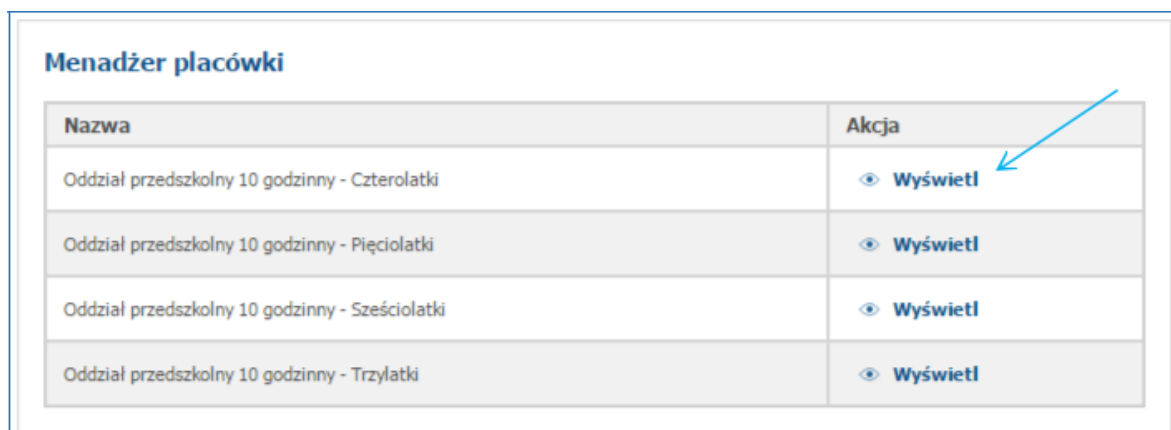 Menadżer placówki
Nazwa Akcja
Oddział przedszkolny 10 godzinny - Czterolatki Wyświetl
Oddział przedszkolny 10 godzinny - Pięciolatki Wyświetl
Oddział przedszkolny 10 godzinny - Sześciolatki Wyświetl
Oddział przedszkolny 10 godzinny - Trzylatki Wyświetl